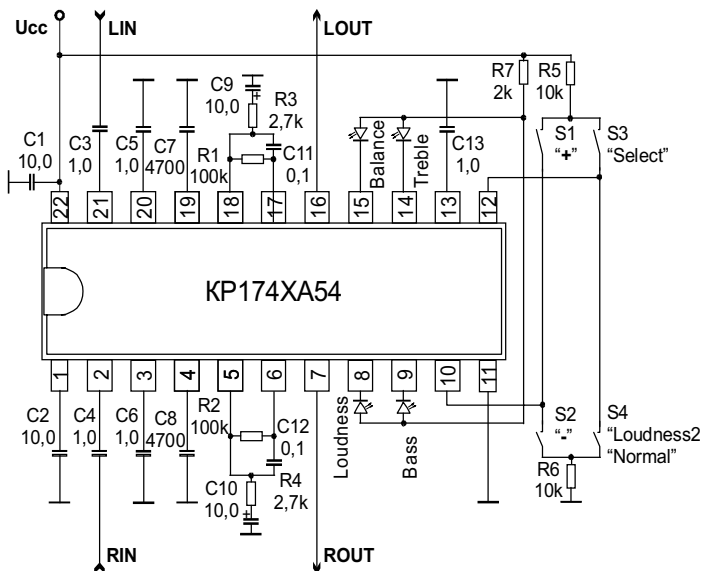 Ucc LIN LOUT
C9
10,0
R3
2,7k
R7
2k
R5
10k
C1
10,0
C3
1,0
C5
1,0
C7
4700
R1
100k
C11
0,1
Balance
Treble
C13
1,0
S1
"+"
S3
"Select"
22 21 20 19 18 17 16 15 14 13 12
КР174ХА54
1 2 3 4 5 6 7 8 9 10 11
C2
10,0
C4
1,0
C6
1,0
C8
4700
R2
100k
C12
0,1
R4
2,7k
C10
10,0
+
+
Loudness
Bass
S2
"-"
S4
"Loudness2
"Normal"
R6
10k
RIN ROUT